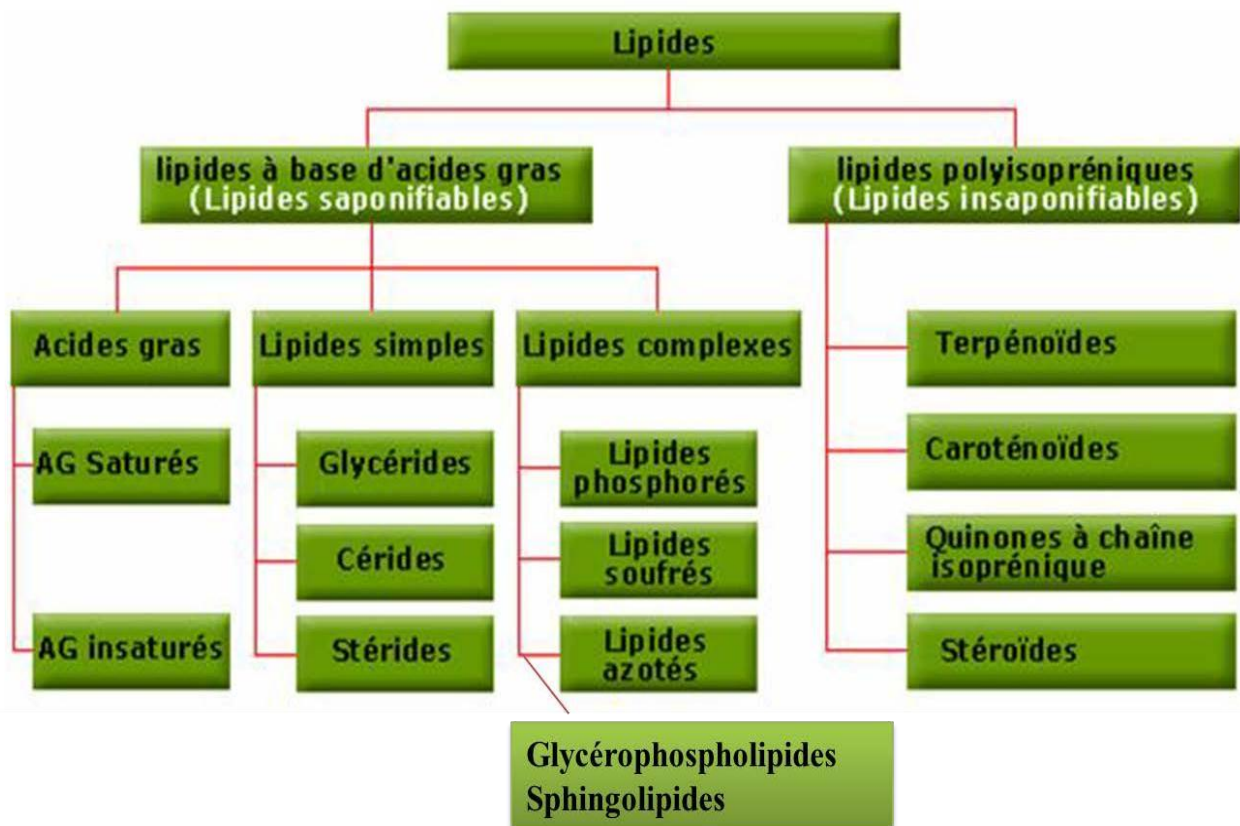 Lipides
lipides à base d'acides gras
(Lipides saponifiables)
lipides polyisopréniques
(Lipides insaponifiables)
Acides gras
Lipides simples
Lipides complexes
AG Saturés
AG insaturés
Glycérides
Cérides
Stérides
Lipides
phosphorés
Lipides
soufrés
Lipides
azotés
Glycérophospholipides
Sphingolipides
Terpénoïdes
Caroténoïdes
Quinones à chaîne
isoprénique
Stéroïdes